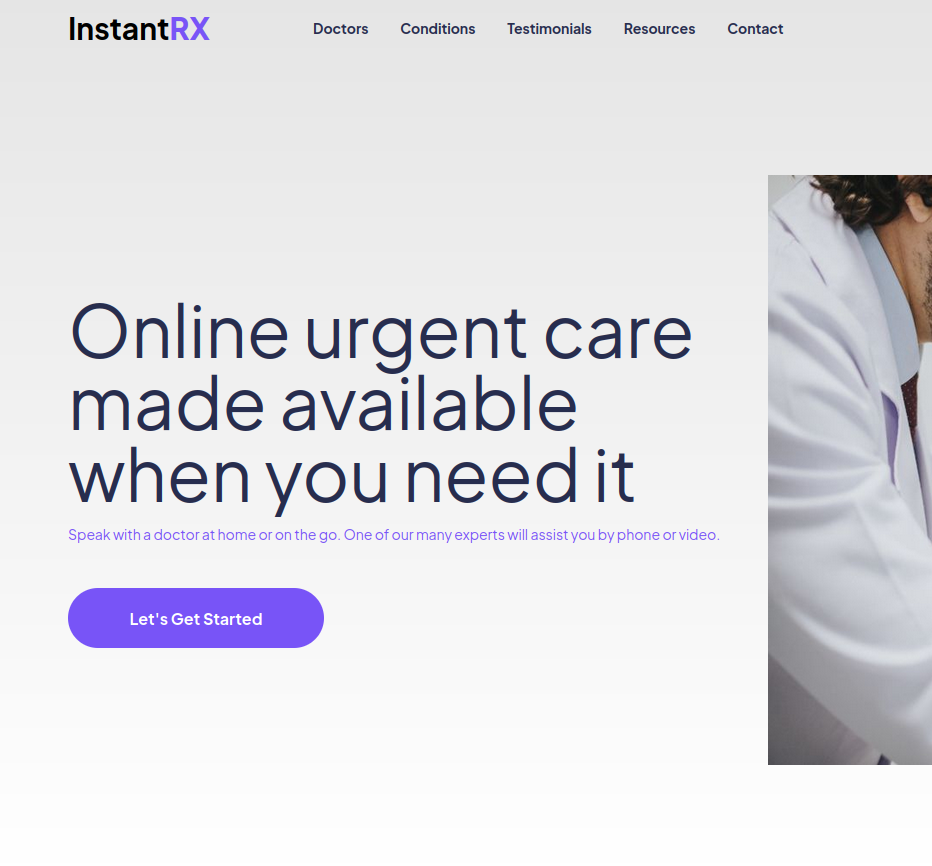 InstantRX
Doctors Conditions Testimonials Resources Contact
Online urgent care
made available
when you need it
Speak with a doctor at home or on the go. One of our many experts will assist you by phone or video.
Let's Get Started